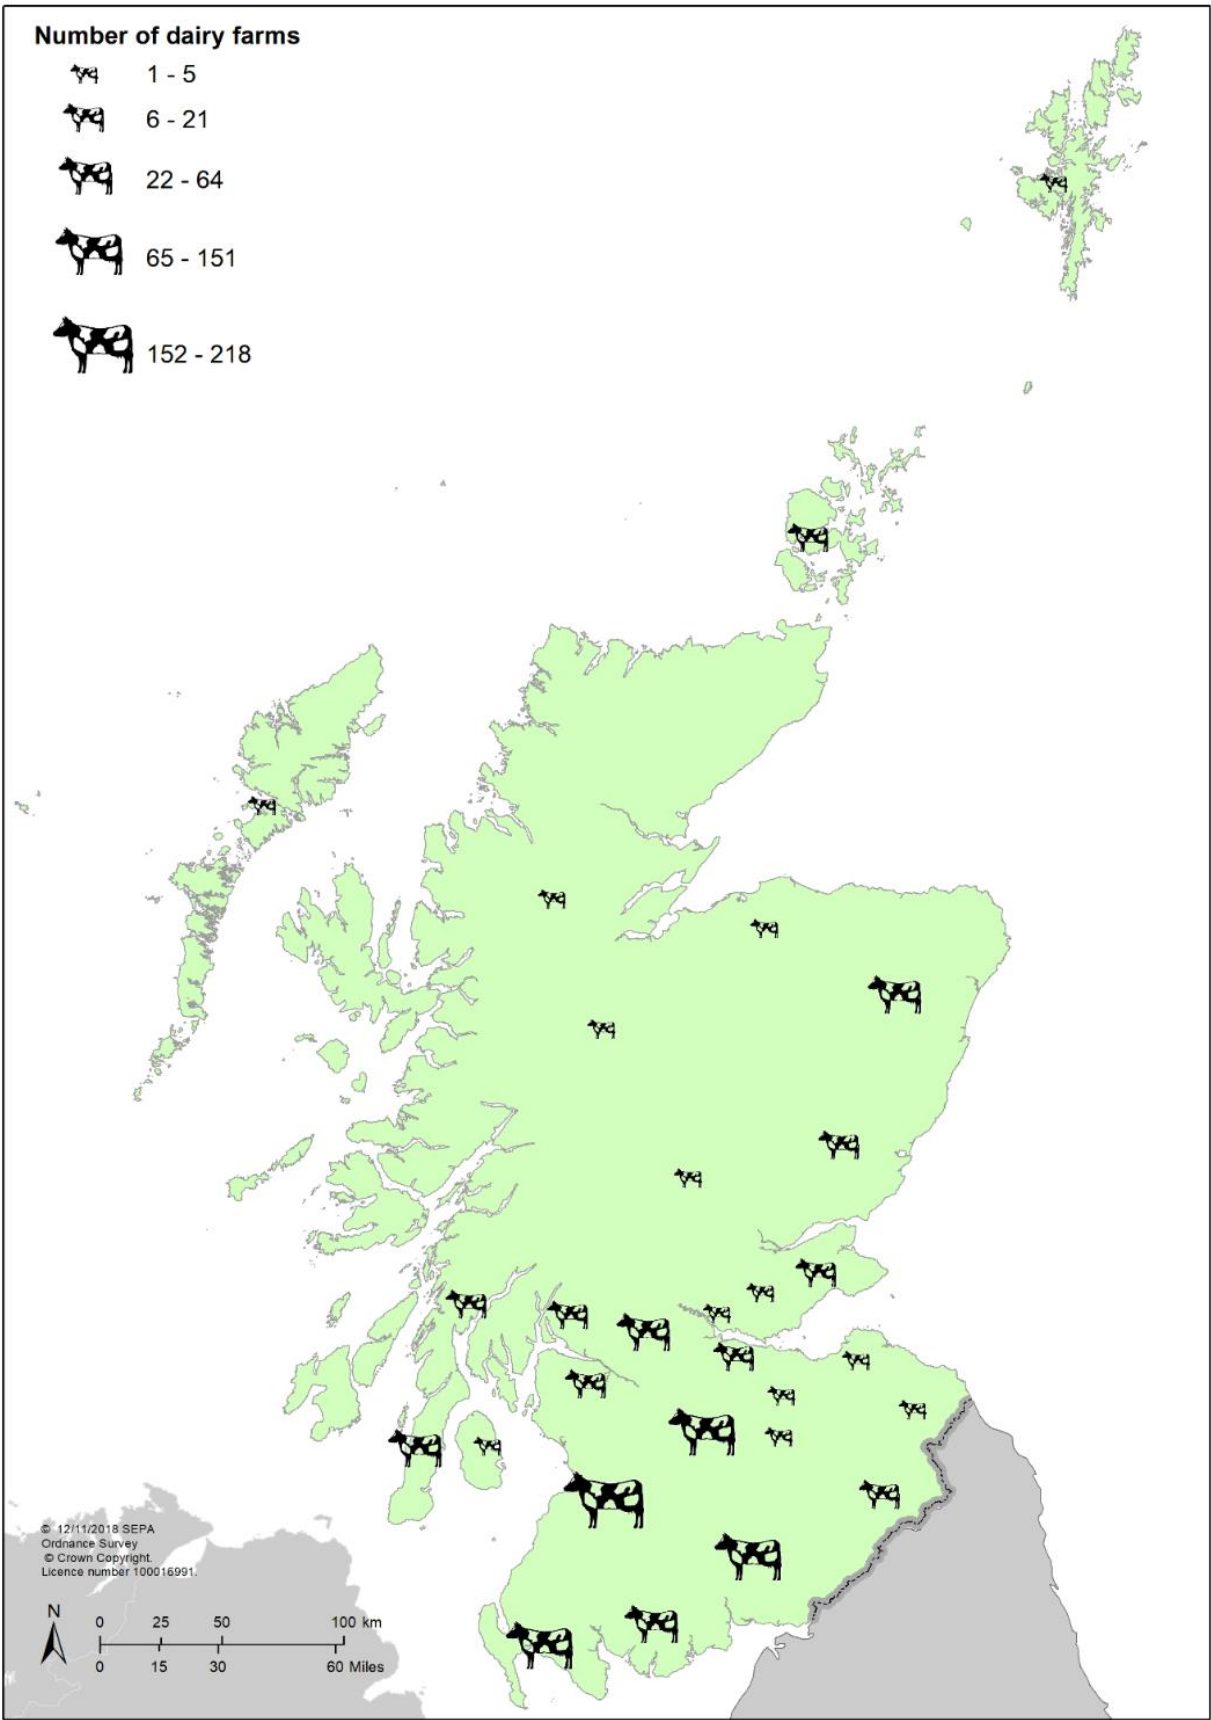 Number of dairy farms
1 - 5
6 - 21
22 - 64
65 - 151
152 - 218
© 12/11/2018 SEPA
Ordnance Survey
© Crown Copyright.
Licence number 100016991.
N
0 25 50 100 km
0 15 30 60 Miles